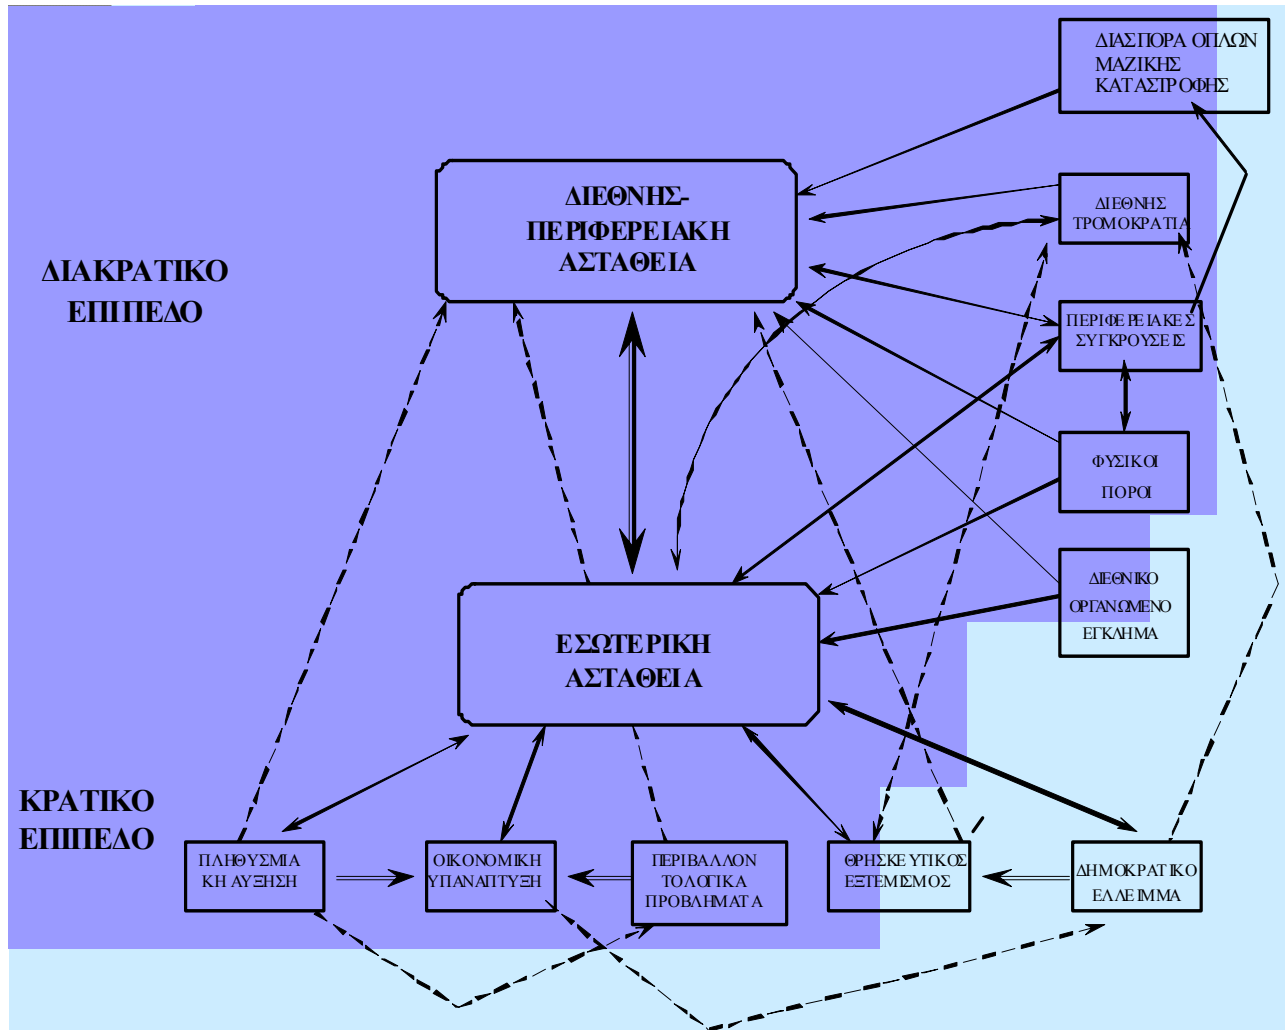 ΔΙΑΣΠΟΡΑ ΟΠΛΩΝ
ΜΑΖΙΚΗΣ
ΚΑΤΑΣΤΡΟΦΗΣ
ΔΙΕΘΝΗΣ-
ΠΕΡΙΦΕΡΕΙΑΚΗ
ΑΣΤΑΘΕΙΑ
ΔΙΕΘΝΗΣ
ΤΡΟΜΟΚΡΑΤΙΑ
ΔΙΑΚΡΑΤΙΚΟ
ΕΠΙΠΕΔΟ
ΠΕΡΙΦΕΡΕΙΑΚΕΣ
ΣΥΓΚΡΟΥΣΕΙΣ
ΦΥΣΙΚΟΙ
ΠΟΡΟΙ
ΔΙΕΘΝΙΚΟ
ΟΡΓΑΝΩΜΕΝΟ
ΕΓΚΛΗΜΑ
ΕΣΩΤΕΡΙΚΗ
ΑΣΤΑΘΕΙΑ
ΚΡΑΤΙΚΟ
ΕΠΙΠΕΔΟ
ΠΛΗΘΥΣΜΙΑ
ΚΗ ΑΥΞΗΣΗ
ΟΙΚΟΝΟΜΙΚΗ
ΥΠΑΝΑΠΤΥΞΗ
ΠΕΡΙΒΑΛΛΟΝ
ΤΟΛΟΓΙΚΑ
ΠΡΟΒΛΗΜΑΤΑ
ΘΡΗΣΚΕΥΤΙΚΟΣ
ΕΞΤΕΜΙΣΜΟΣ
ΔΗΜΟΚΡΑΤΙΚΟ
ΕΛΛΕΙΜΜΑ